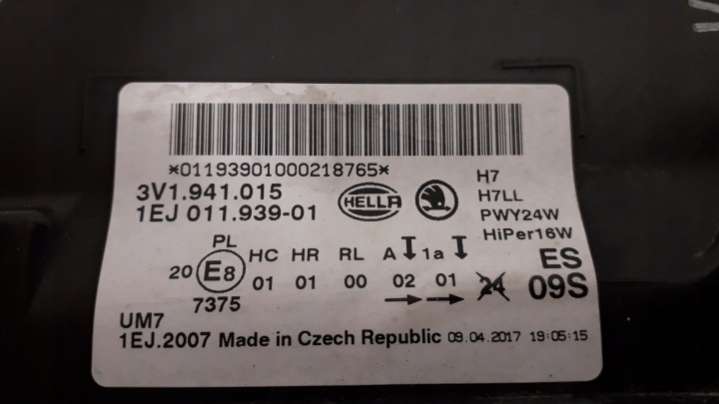 *01193901000218765*
3V1.941.015
1EJ 011.939-01
HELLA
H7
H7LL
PWY24W
HiPer16W
PL HC HR RL A 1a
20 E8 01 01 00 02 01 24
7375
ES
09S
UM7
1EJ.2007 Made in Czech Republic 09.04.2017 19:05:15